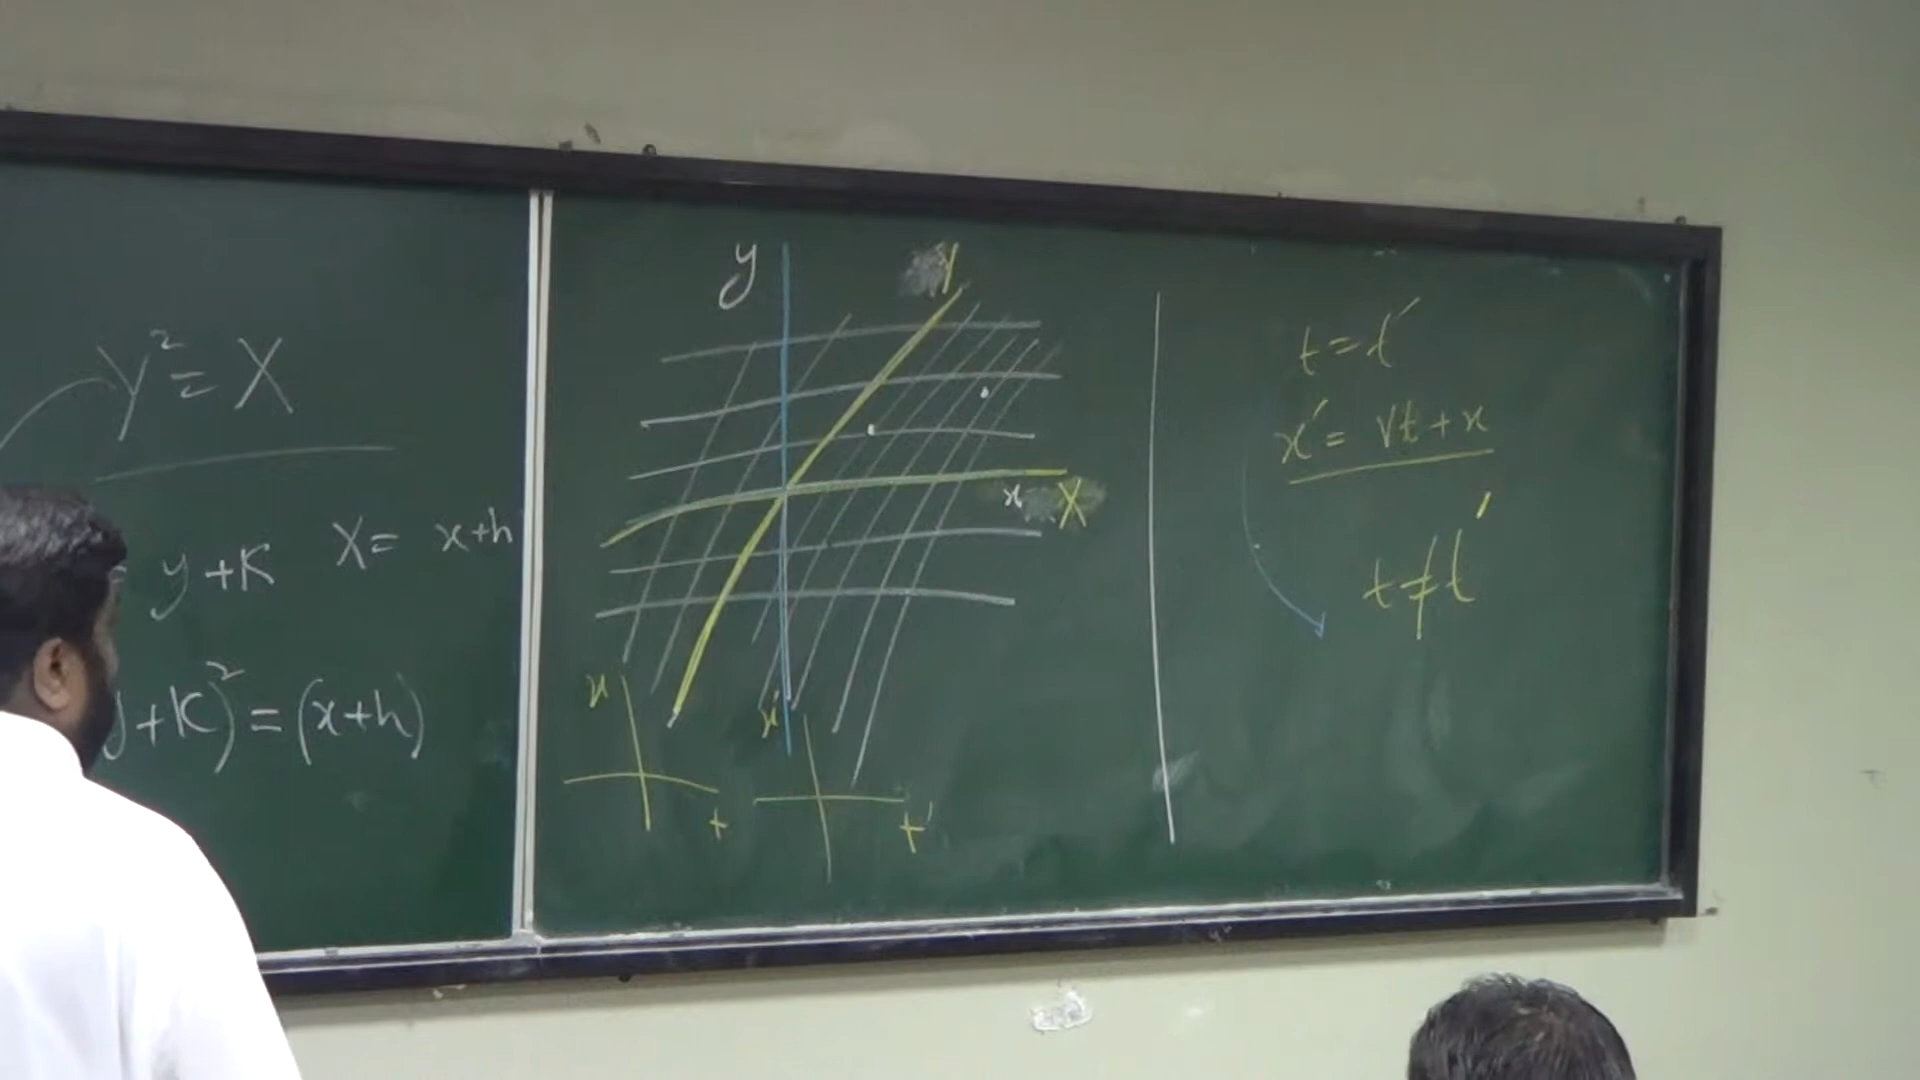 Y² = X
= y+K X = x+h
y+K)² = (x+h)
y
Y
x X
x
t
x'
t'
t = t'
x' = Vt + x
t ≠ t'